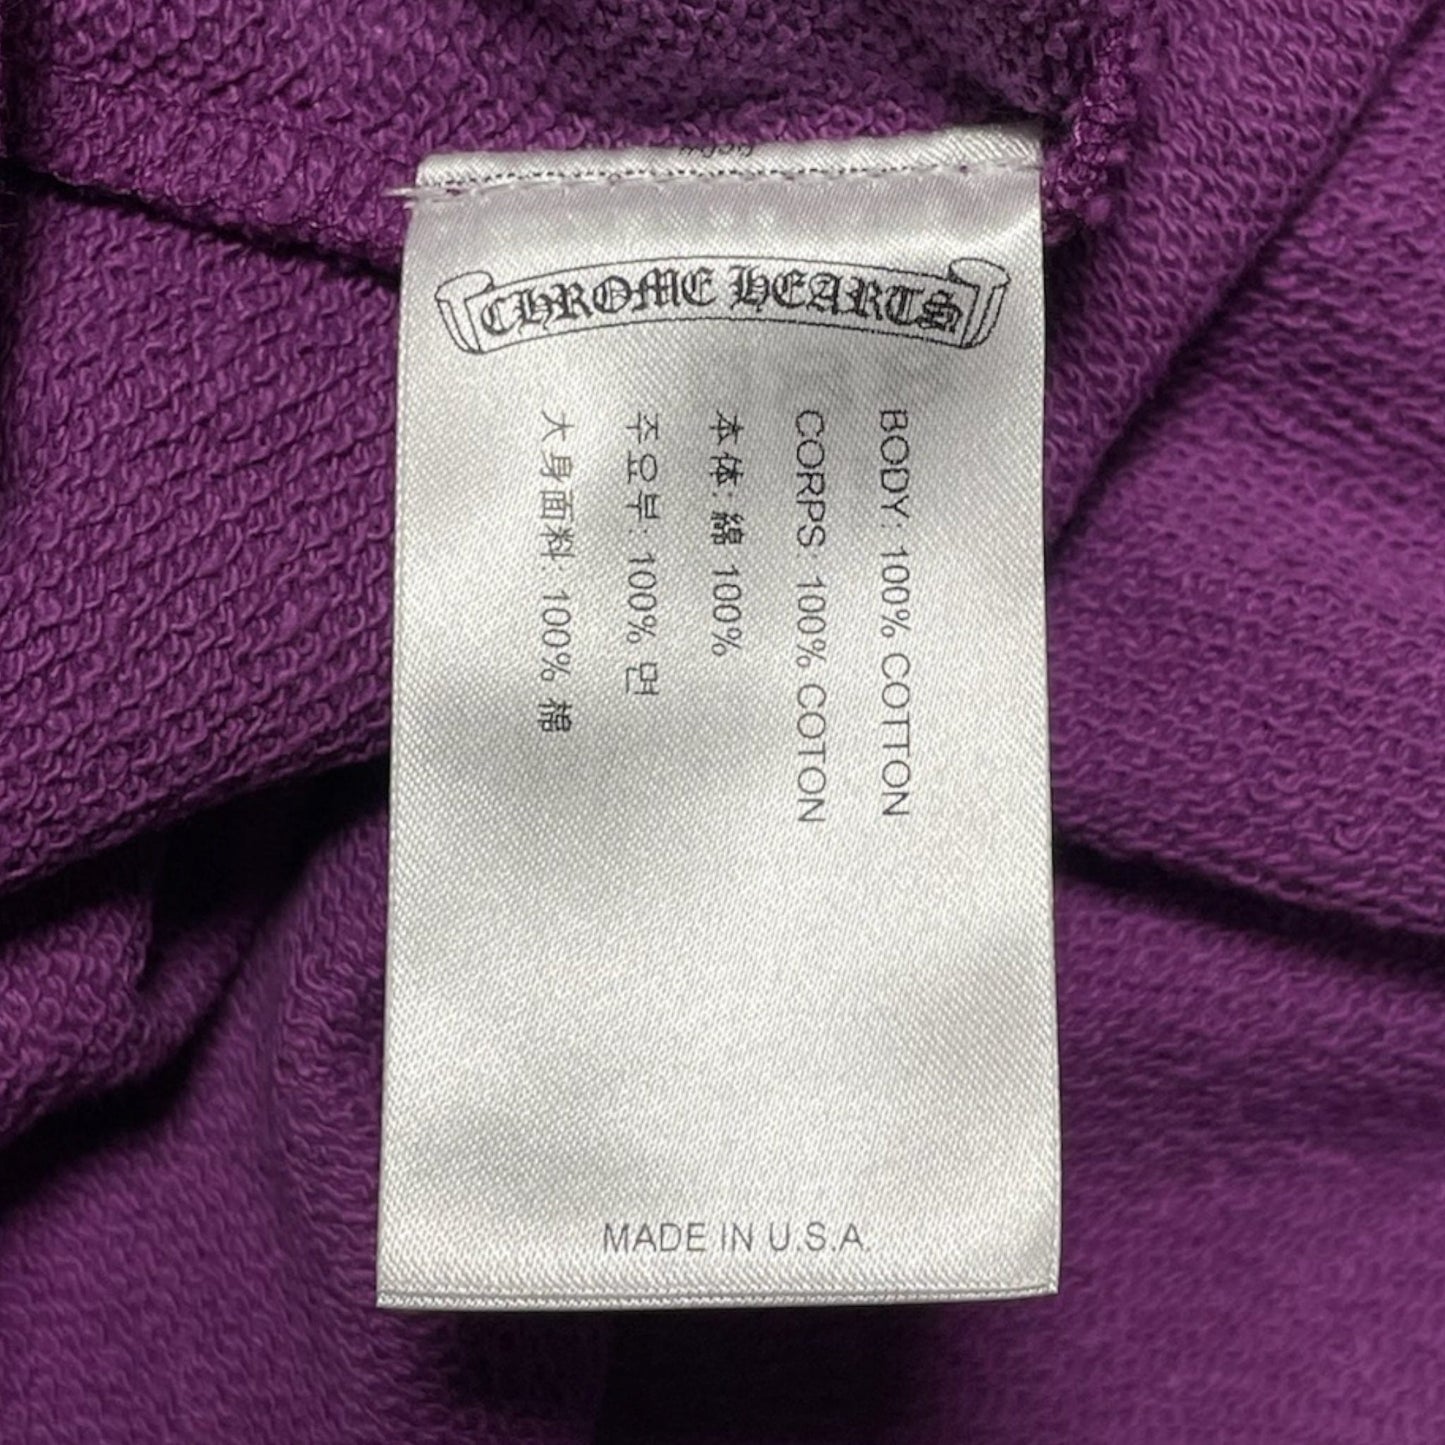 CHROME HEARTS
BODY: 100% COTTON
CORPS: 100% COTON
本体: 綿 100%
주요부: 100% 면
大身面料: 100% 棉
MADE IN U.S.A.